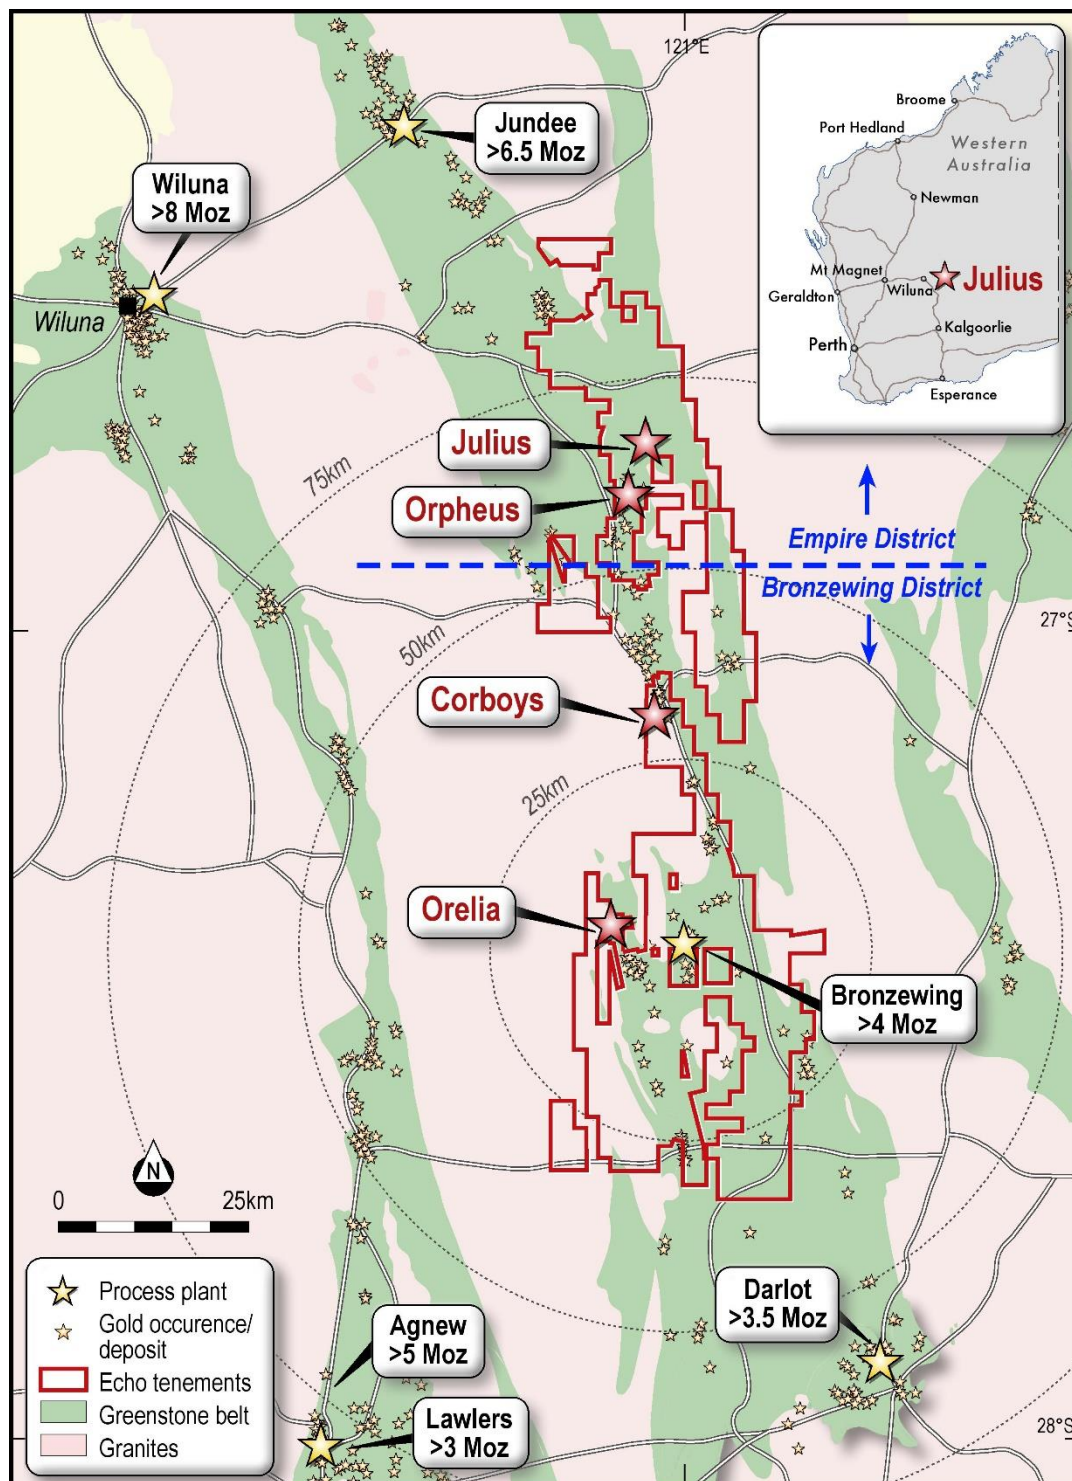 121°E
Jundee
>6.5 Moz
Wiluna
>8 Moz
Wiluna
Broome
Port Hedland
Western
Australia
Newman
Mt Magnet
Wiluna
Julius
Geraldton
Kalgoorlie
Perth
Esperance
Julius
75km
Orpheus
Empire District
Bronzewing District
27°S
50km
Corboys
25km
Orelia
Bronzewing
>4 Moz
N
0 25km
Process plant
Gold occurence/
deposit
Echo tenements
Greenstone belt
Granites
Agnew
>5 Moz
Lawlers
>3 Moz
Darlot
>3.5 Moz
28°S